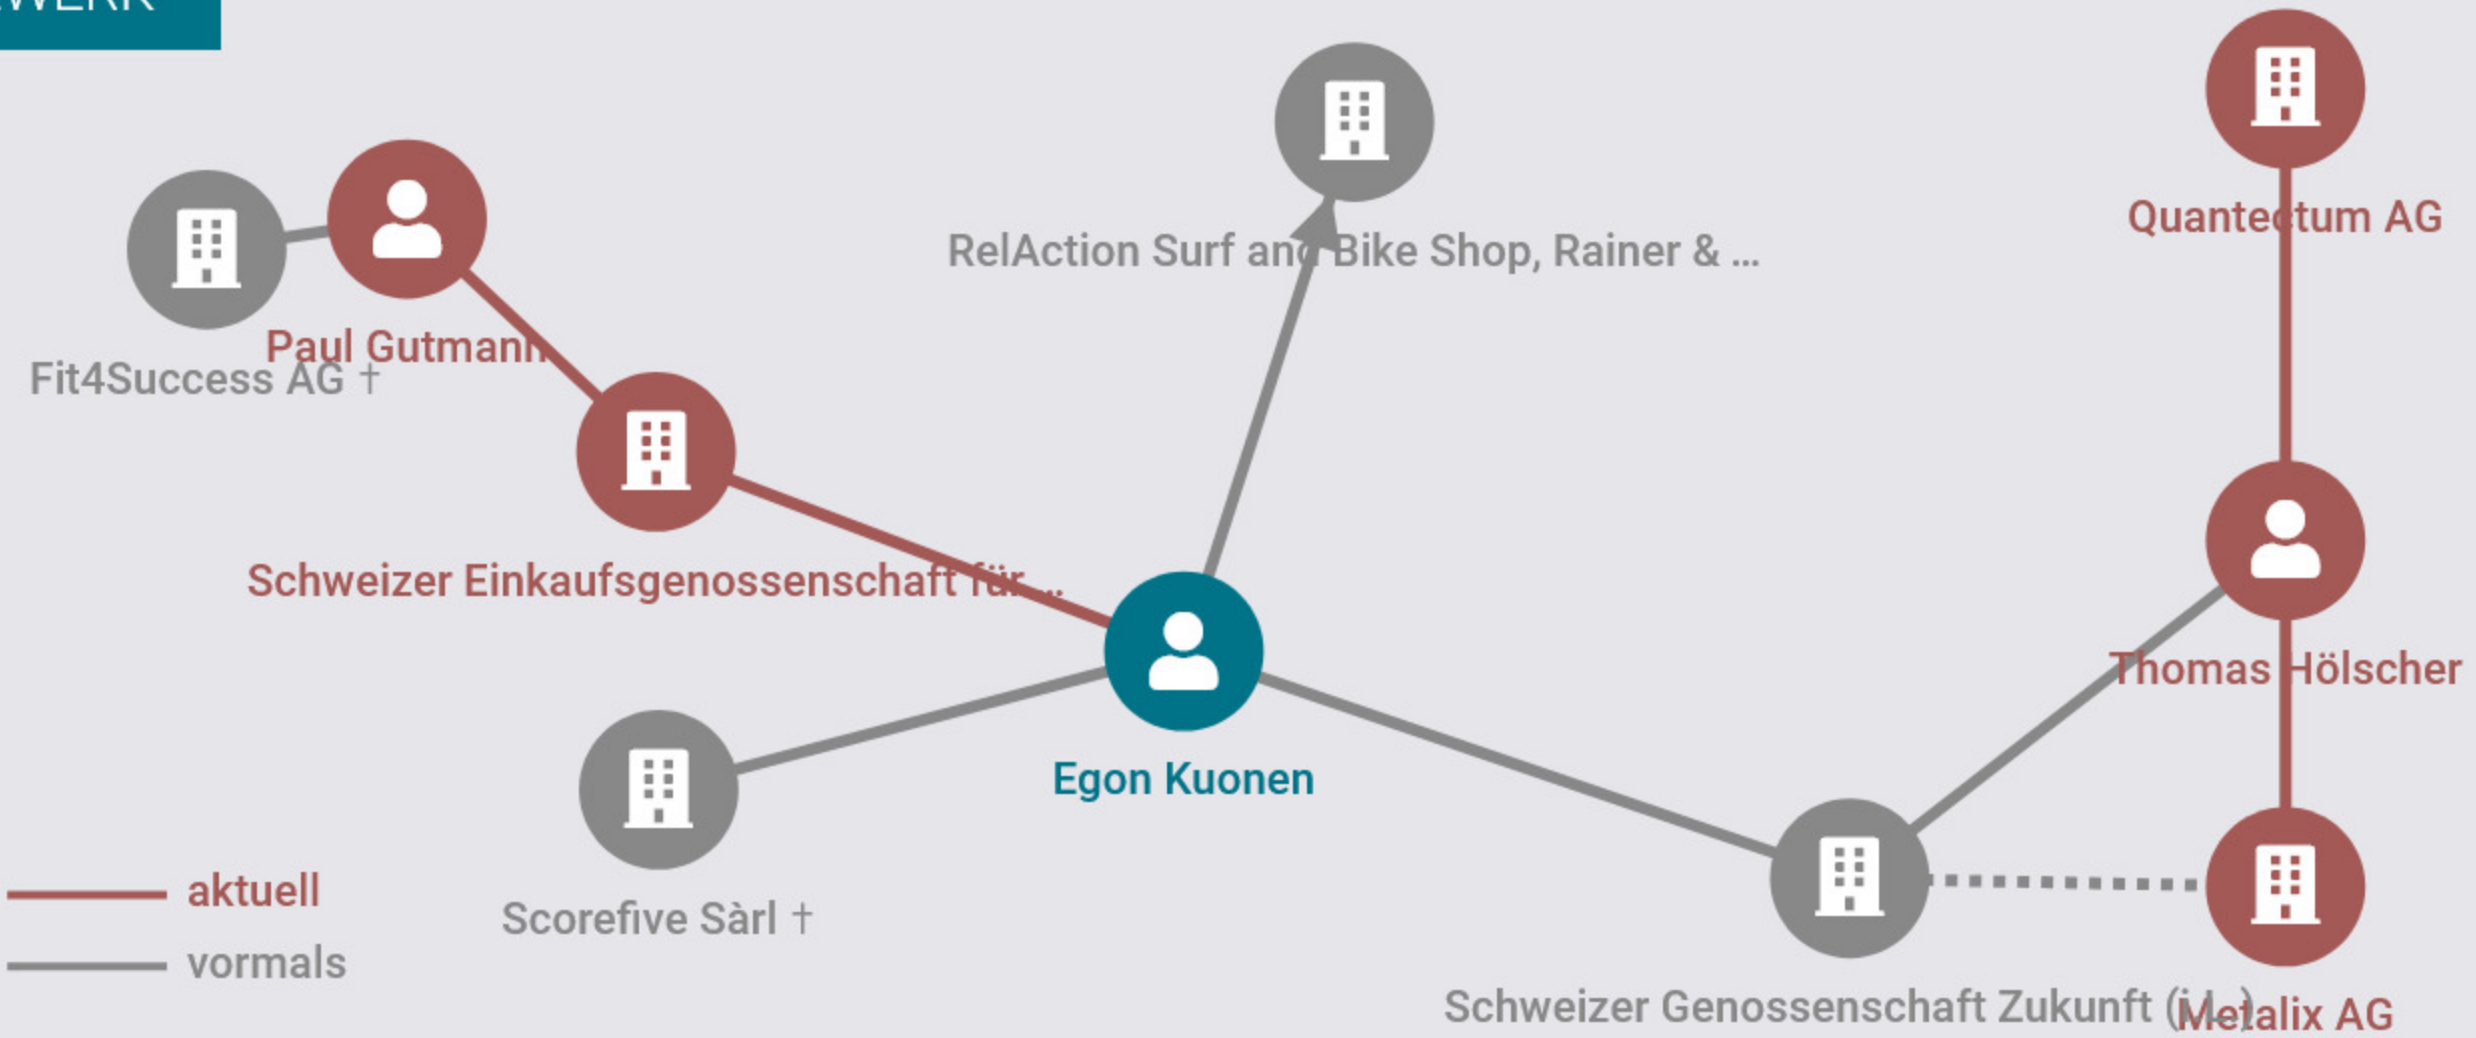 Quantectum AG
RelAction Surf and Bike Shop, Rainer & ...
Paul Gutmann
Fit4Success AG †
Schweizer Einkaufsgenossenschaft für...
Thomas Hölscher
Egon Kuonen
aktuell
Scorefive Sàrl †
vormals
Schweizer Genossenschaft Zukunft
Metalix AG